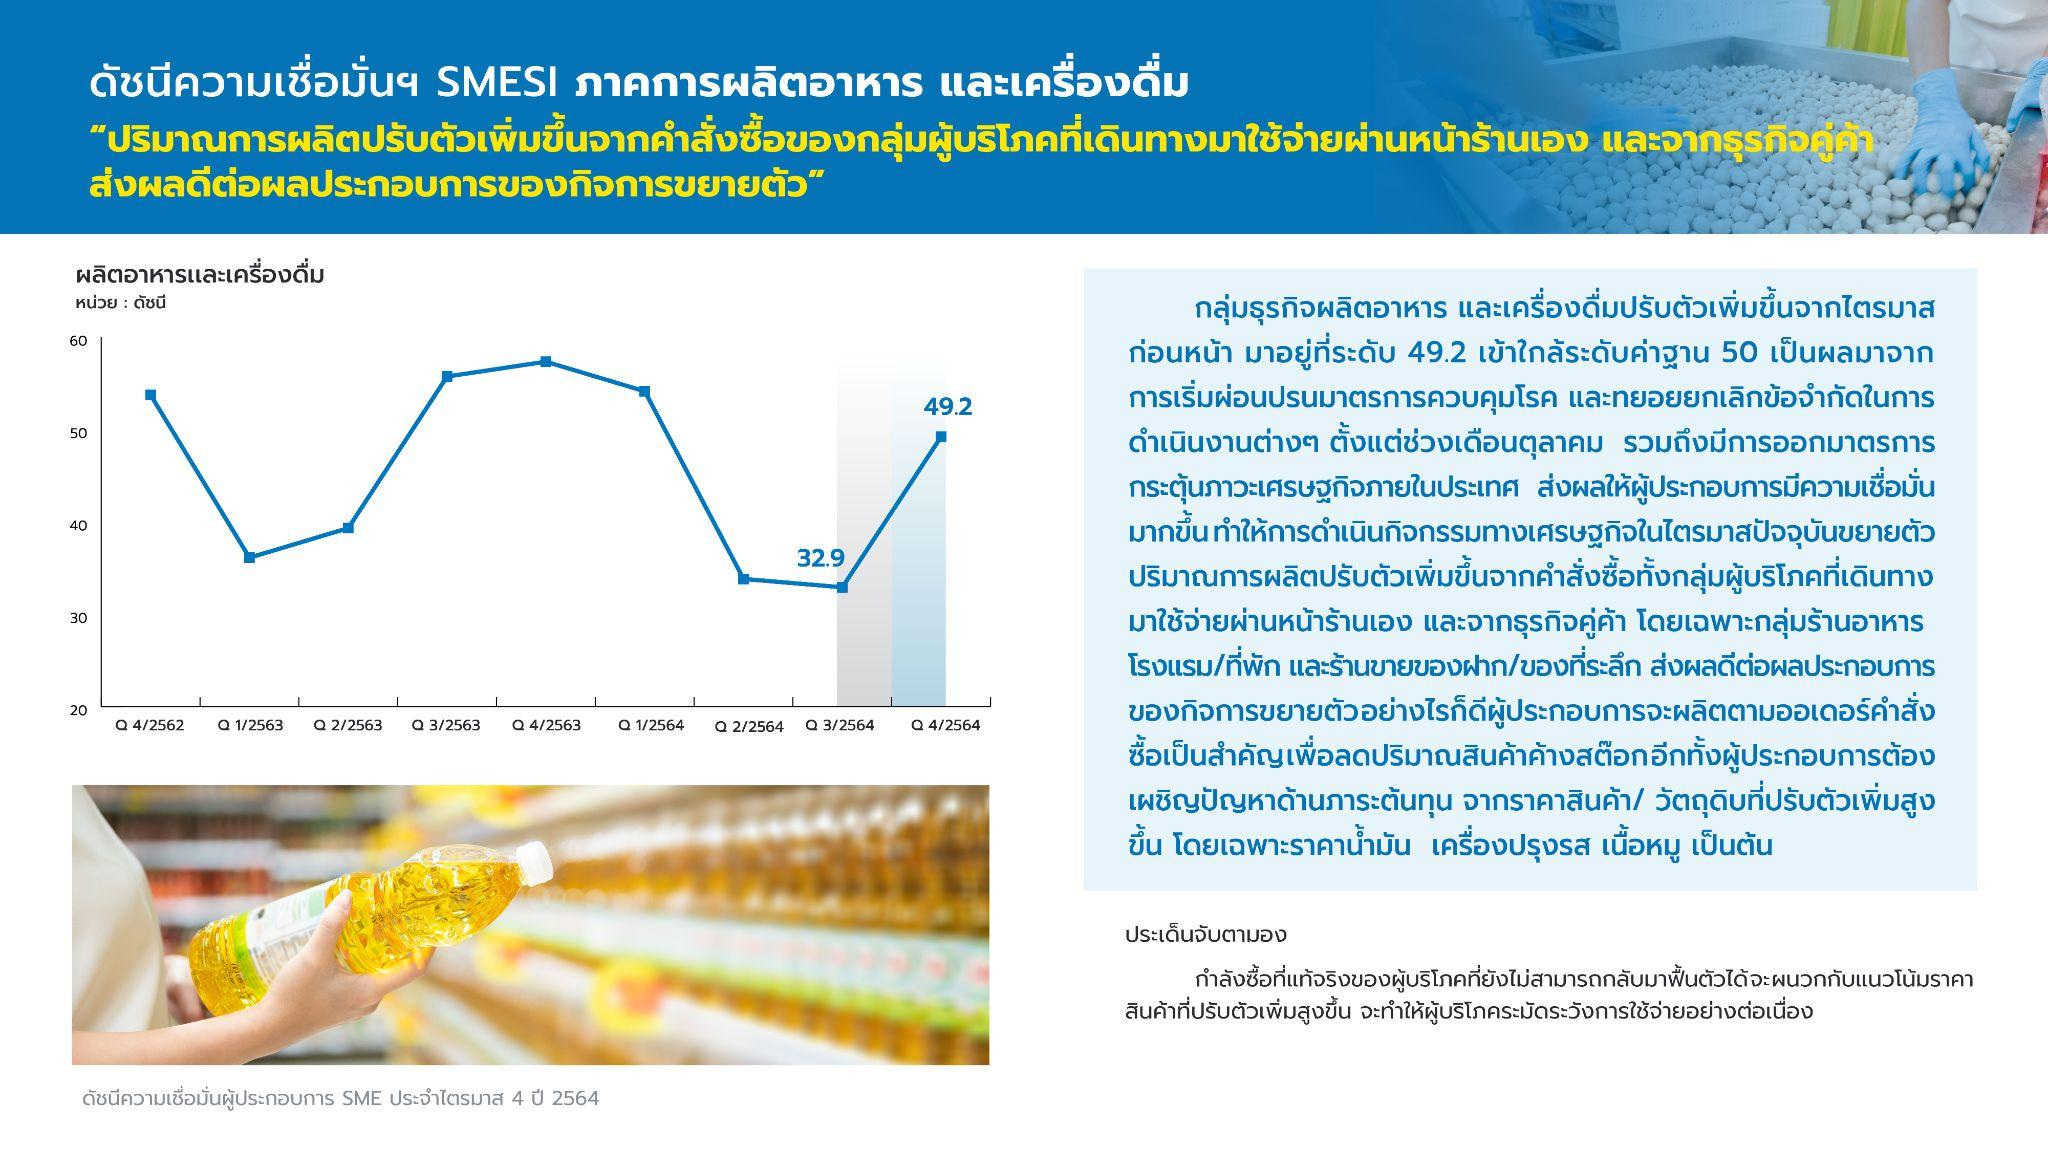 ดัชนีความเชื่อมั่นฯ SMESI ภาคการผลิตอาหาร และเครื่องดื่ม
“ปริมาณการผลิตปรับตัวเพิ่มขึ้นจากคำสั่งซื้อของกลุ่มผู้บริโภคที่เดินทางมาใช้จ่ายผ่านหน้าร้านเอง และจากธุรกิจคู่ค้า
ส่งผลดีต่อผลประกอบการของกิจการขยายตัว”
ผลิตอาหารและเครื่องดื่ม
หน่วย : ดัชนี
60
50
40
30
20
32.9
49.2
Q 4/2562 Q 1/2563 Q 2/2563 Q 3/2563 Q 4/2563 Q 1/2564 Q 2/2564 Q 3/2564 Q 4/2564
กลุ่มธุรกิจผลิตอาหาร และเครื่องดื่มปรับตัวเพิ่มขึ้นจากไตรมาส
ก่อนหน้า มาอยู่ที่ระดับ 49.2 เข้าใกล้ระดับค่าฐาน 50 เป็นผลมาจาก
การเริ่มผ่อนปรนมาตรการควบคุมโรค และทยอยยกเลิกข้อจำกัดในการ
ดำเนินงานต่างๆ ตั้งแต่ช่วงเดือนตุลาคม รวมถึงมีการออกมาตรการ
กระตุ้นภาวะเศรษฐกิจภายในประเทศ ส่งผลให้ผู้ประกอบการมีความเชื่อมั่น
มากขึ้น ทำให้การดำเนินกิจกรรมทางเศรษฐกิจในไตรมาสปัจจุบันขยายตัว
ปริมาณการผลิตปรับตัวเพิ่มขึ้นจากคำสั่งซื้อทั้งกลุ่มผู้บริโภคที่เดินทาง
มาใช้จ่ายผ่านหน้าร้านเอง และจากธุรกิจคู่ค้า โดยเฉพาะกลุ่มร้านอาหาร
โรงแรม/ที่พัก และร้านขายของฝาก/ของที่ระลึก ส่งผลดีต่อผลประกอบการ
ของกิจการขยายตัวอย่างไรก็ดีผู้ประกอบการจะผลิตตามออเดอร์คำสั่ง
ซื้อเป็นสำคัญเพื่อลดปริมาณสินค้าค้างสต๊อกอีกทั้งผู้ประกอบการต้อง
เผชิญปัญหาด้านภาระต้นทุน จากราคาสินค้า/ วัตถุดิบที่ปรับตัวเพิ่มสูง
ขึ้น โดยเฉพาะราคาน้ำมัน เครื่องปรุงรส เนื้อหมู เป็นต้น
ประเด็นจับตามอง
กำลังซื้อที่แท้จริงของผู้บริโภคที่ยังไม่สามารถกลับมาฟื้นตัวได้จะผนวกกับแนวโน้มราคา
สินค้าที่ปรับตัวเพิ่มสูงขึ้น จะทำให้ผู้บริโภคระมัดระวังการใช้จ่ายอย่างต่อเนื่อง
ดัชนีความเชื่อมั่นผู้ประกอบการ SME ประจำไตรมาส 4 ปี 2564